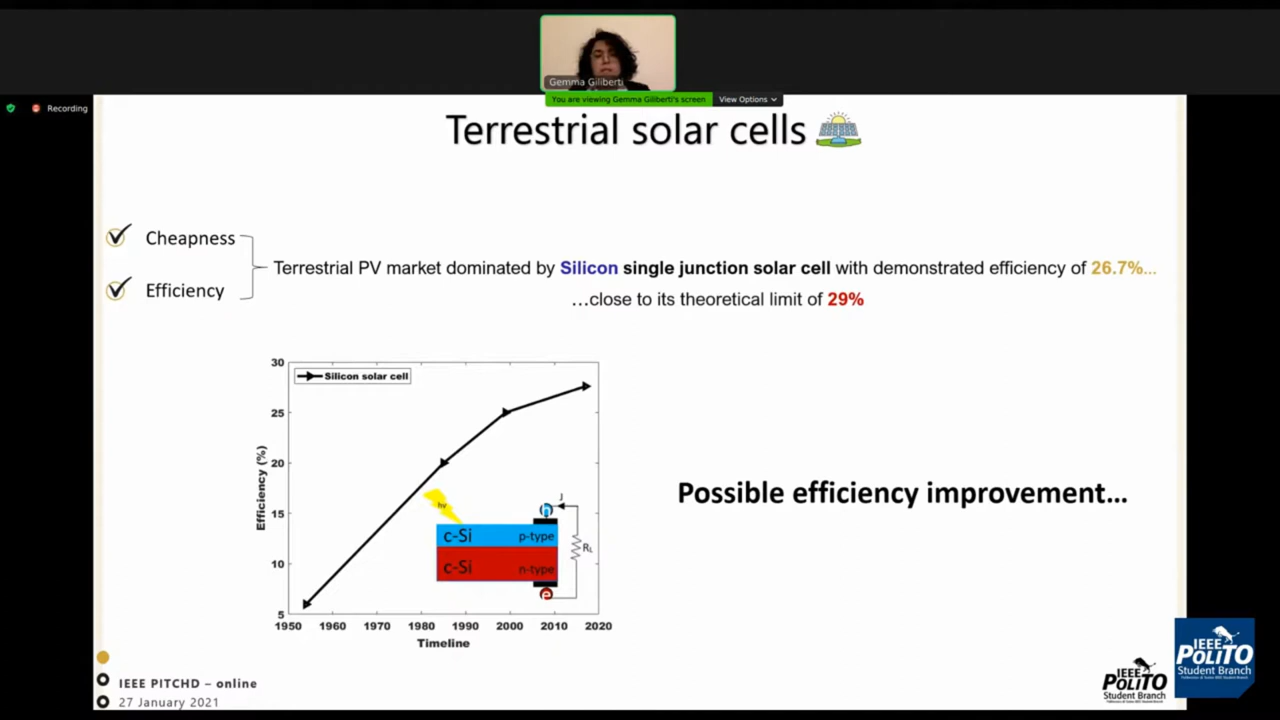 Gemma Giliberti
You are viewing Gemma Giliberti's screen
View Options
Recording
Terrestrial solar cells
Cheapness
Efficiency
Terrestrial PV market dominated by Silicon single junction solar cell with demonstrated efficiency of 26.7%...
...close to its theoretical limit of 29%
30
25
20
15
10
5
Efficiency (%)
Silicon solar cell
hν
c-Si p-type
c-Si n-type
h
e
J
RL
1950 1960 1970 1980 1990 2000 2010 2020
Timeline
Possible efficiency improvement...
IEEE PITCHD – online
27 January 2021
IEEE
POLITO
Student Branch
IEEE
POLITO
Student Branch